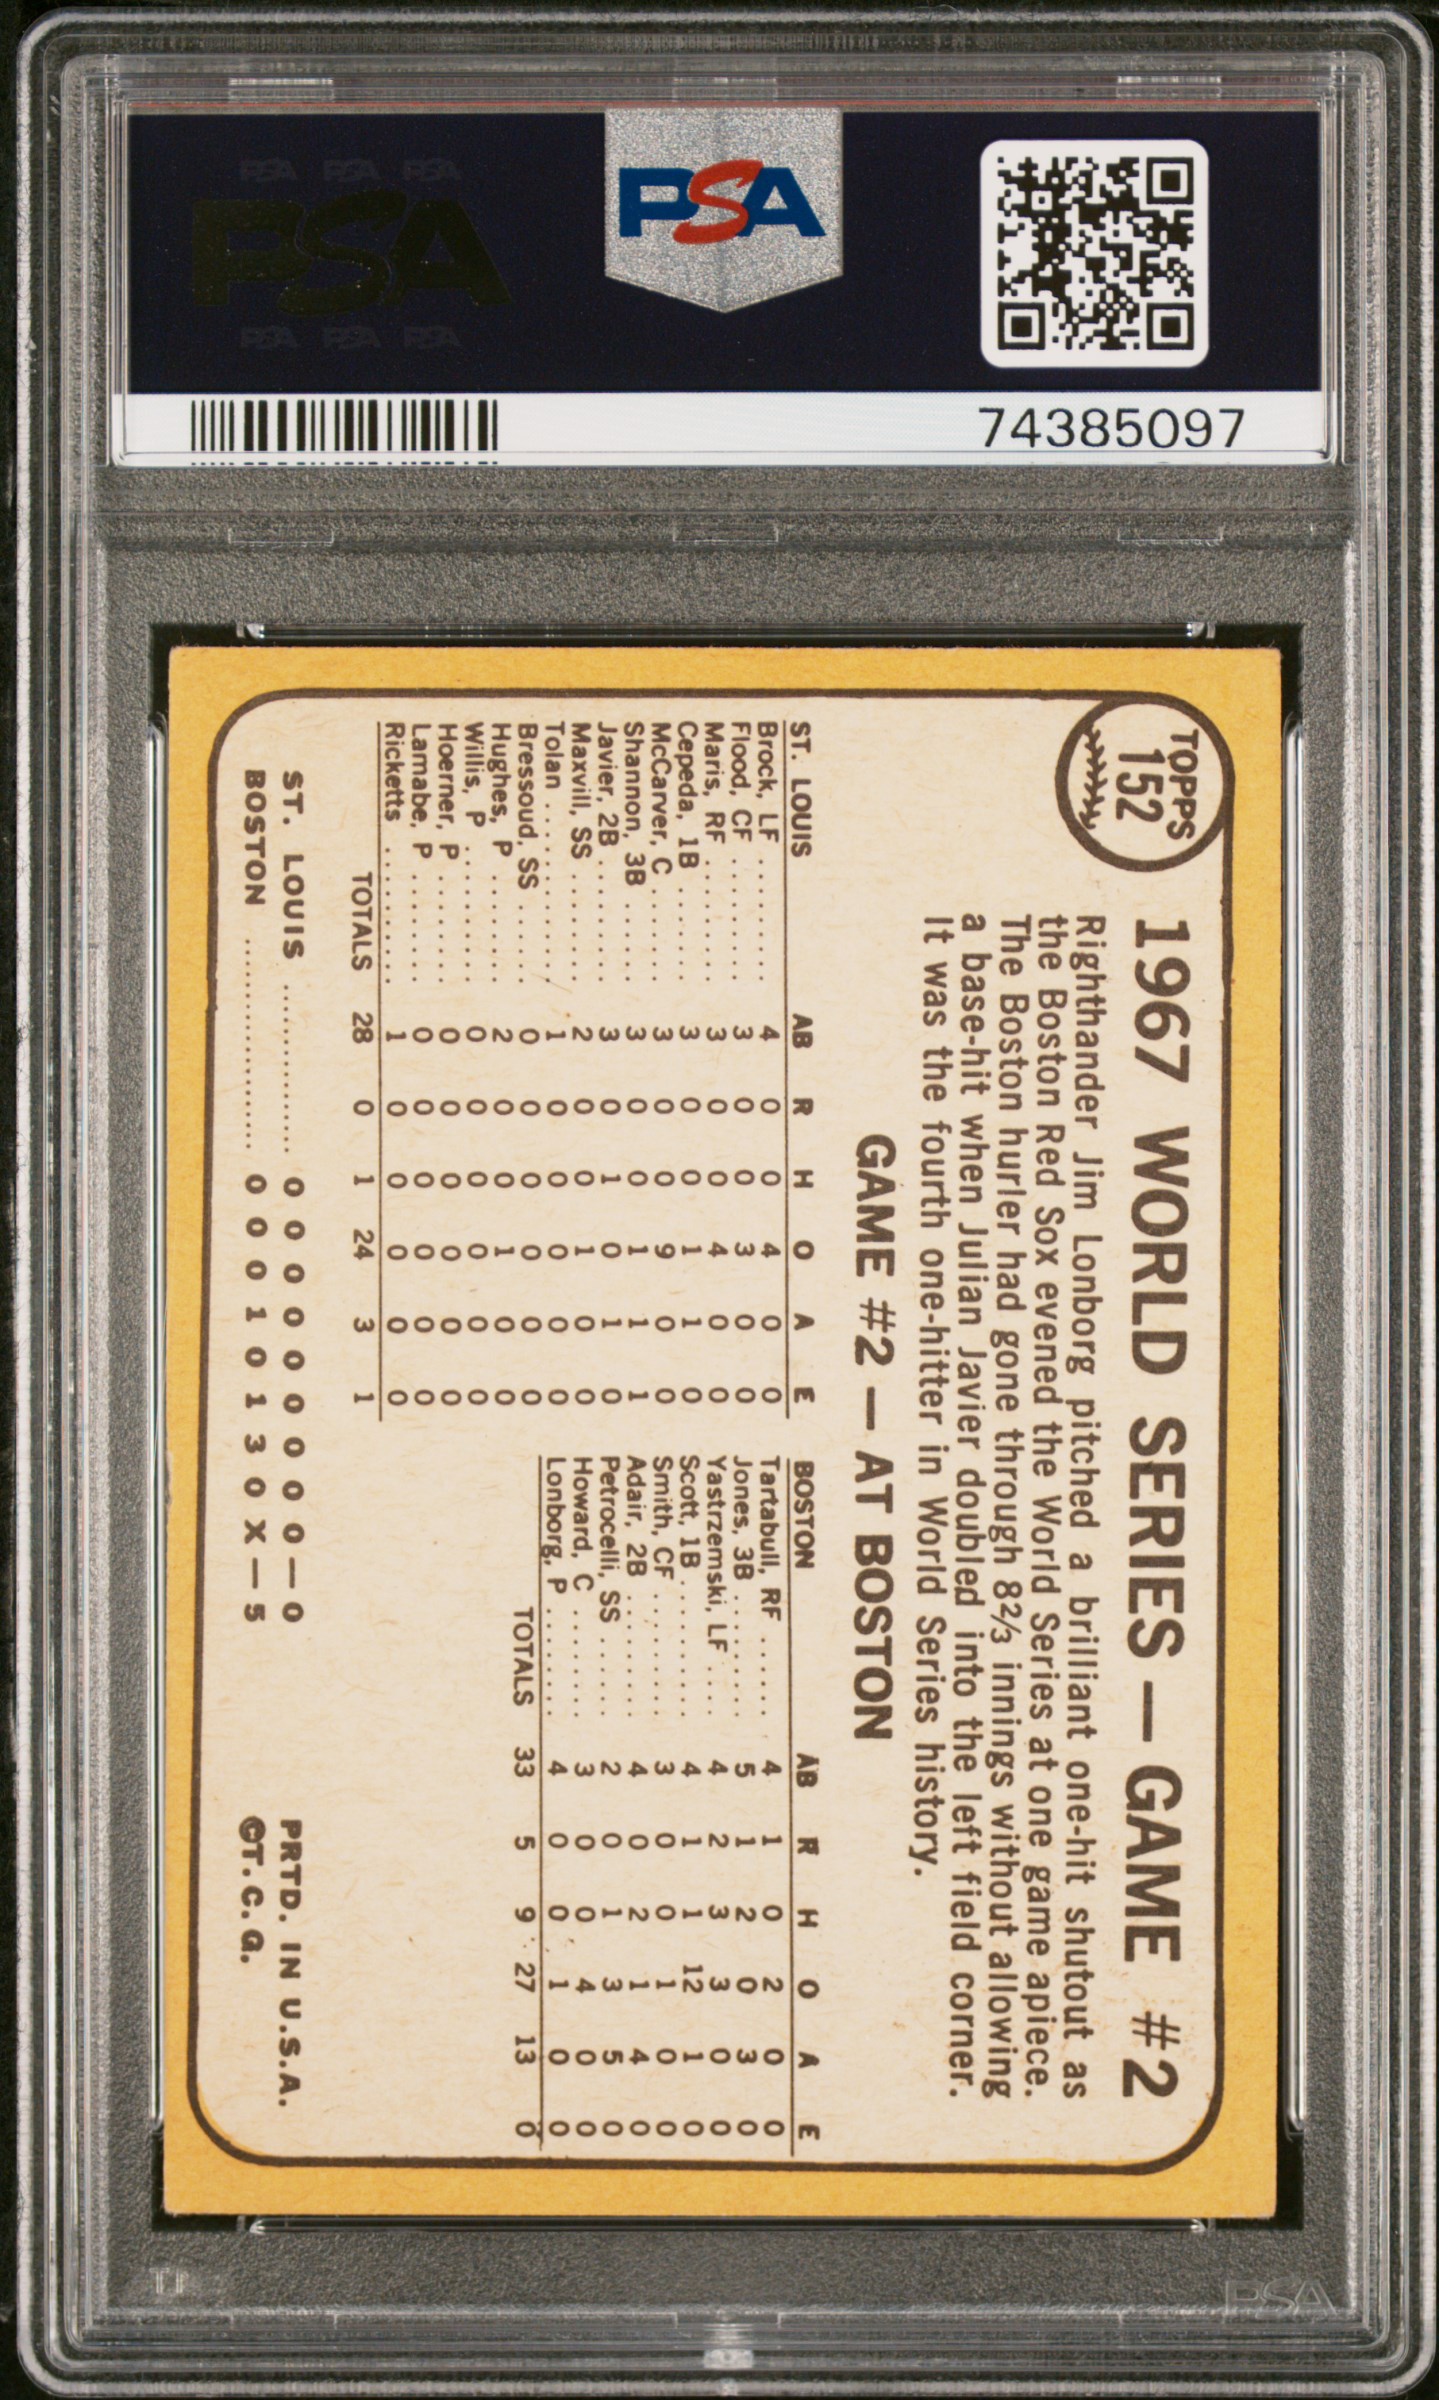 PSA PSA PSA
PSA
PSA PSA PSA
PSA
74385097
TOPPS
152
1967 WORLD SERIES — GAME #2
Righthander Jim Lonborg pitched a brilliant one-hit shutout as
the Boston Red Sox evened the World Series at one game apiece.
The Boston hurler had gone through 8⅔ innings without allowing
a base-hit when Julian Javier doubled into the left field corner.
It was the fourth one-hitter in World Series history.
GAME #2 — AT BOSTON
ST. LOUIS AB R H O A E
Brock, LF ......... 4 0 0 4 0 0
Flood, CF ......... 3 0 0 3 0 0
Maris, RF ......... 3 0 0 4 0 0
Cepeda, 1B ....... 3 0 0 1 1 0
McCarver, C ...... 3 0 0 9 0 0
Shannon, 3B ...... 3 0 0 1 1 1
Javier, 2B ......... 3 0 1 0 1 0
Maxvill, SS ........ 2 0 0 1 0 0
Tolan ............. 1 0 0 0 0 0
Bressoud, SS ...... 0 0 0 0 0 0
Hughes, P ........ 2 0 0 1 0 0
Willis, P .......... 0 0 0 0 0 0
Hoerner, P ........ 0 0 0 0 0 0
Lamabe, P ........ 0 0 0 0 0 0
Ricketts ........... 1 0 0 0 0 0
TOTALS 28 0 1 24 3 1
BOSTON AB R H O A E
Tartabull, RF ...... 4 1 0 2 0 0
Jones, 3B ......... 5 1 2 0 3 0
Yastrzemski, LF .... 4 2 3 3 0 0
Scott, 1B .......... 4 1 1 12 1 0
Smith, CF ......... 3 0 0 1 0 0
Adair, 2B .......... 4 0 2 1 4 0
Petrocelli, SS ...... 2 0 1 3 5 0
Howard, C ........ 3 0 0 4 0 0
Lonborg, P ........ 4 0 0 1 0 0
TOTALS 33 5 9 27 13 0
ST. LOUIS ............... 0 0 0 0 0 0 0 0 0 — 0
BOSTON .................. 0 0 0 1 0 1 3 0 X — 5
PRTD. IN U.S.A.
©T.C.G.
PSA